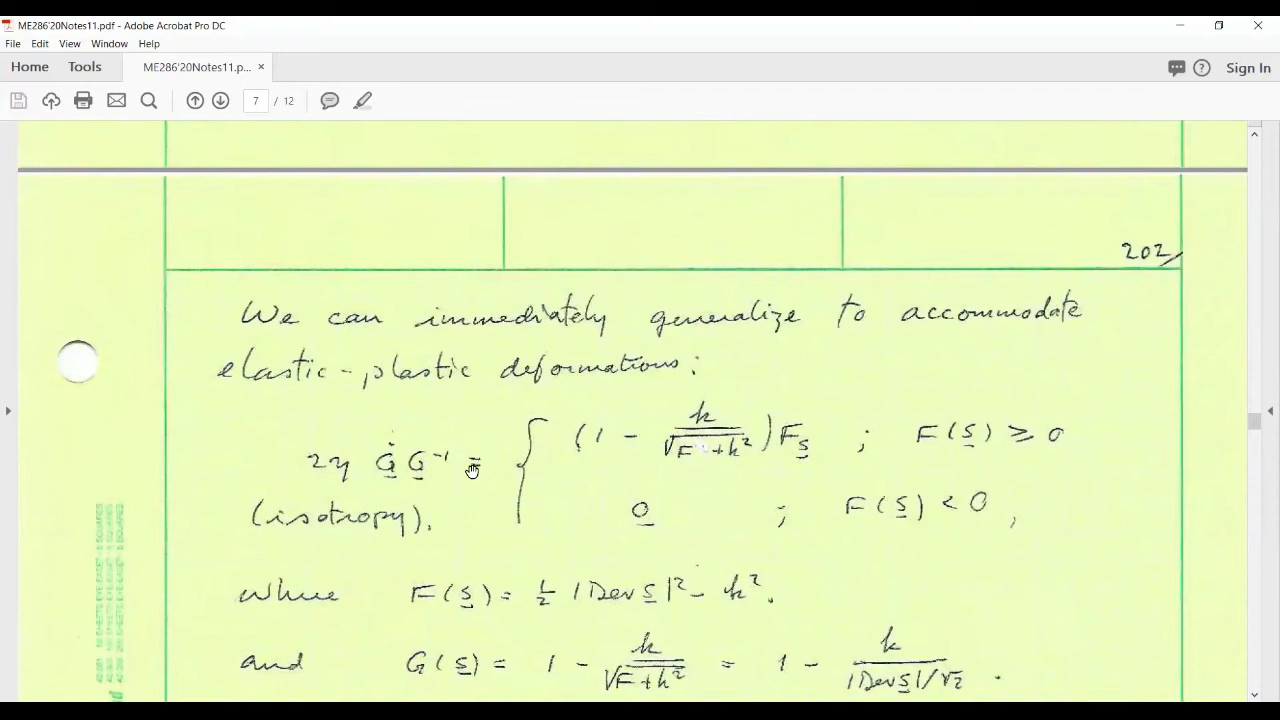 ME286'20Notes11.pdf - Adobe Acrobat Pro DC
File Edit View Window Help
Home Tools ME286'20Notes11.p... × Sign In
7 / 12
202
We can immediately generalize to accommodate
elastic-plastic deformations:
2η Ġ G⁻¹ = { (1 - k/√(F+k²)) F_S ; F(S) ≥ 0
0 ; F(S) < 0 ,
(isotropy),
where F(S) = ½ |Dev S|² - k².
and G(S) = 1 - k/√(F+k²) = 1 - k/(|Dev S|/√2) .